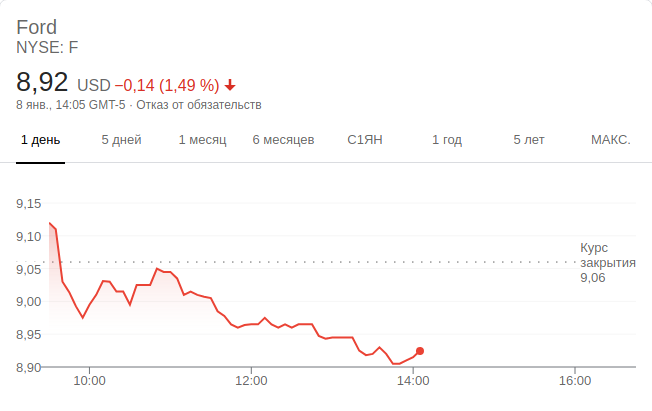 Ford
NYSE: F
8,92 USD −0,14 (1,49 %)
8 янв., 14:05 GMT-5 · Отказ от обязательств
1 день 5 дней 1 месяц 6 месяцев С1ЯН 1 год 5 лет МАКС.
9,15
9,10
9,05
9,00
8,95
8,90
Курс
закрытия
9,06
10:00 12:00 14:00 16:00